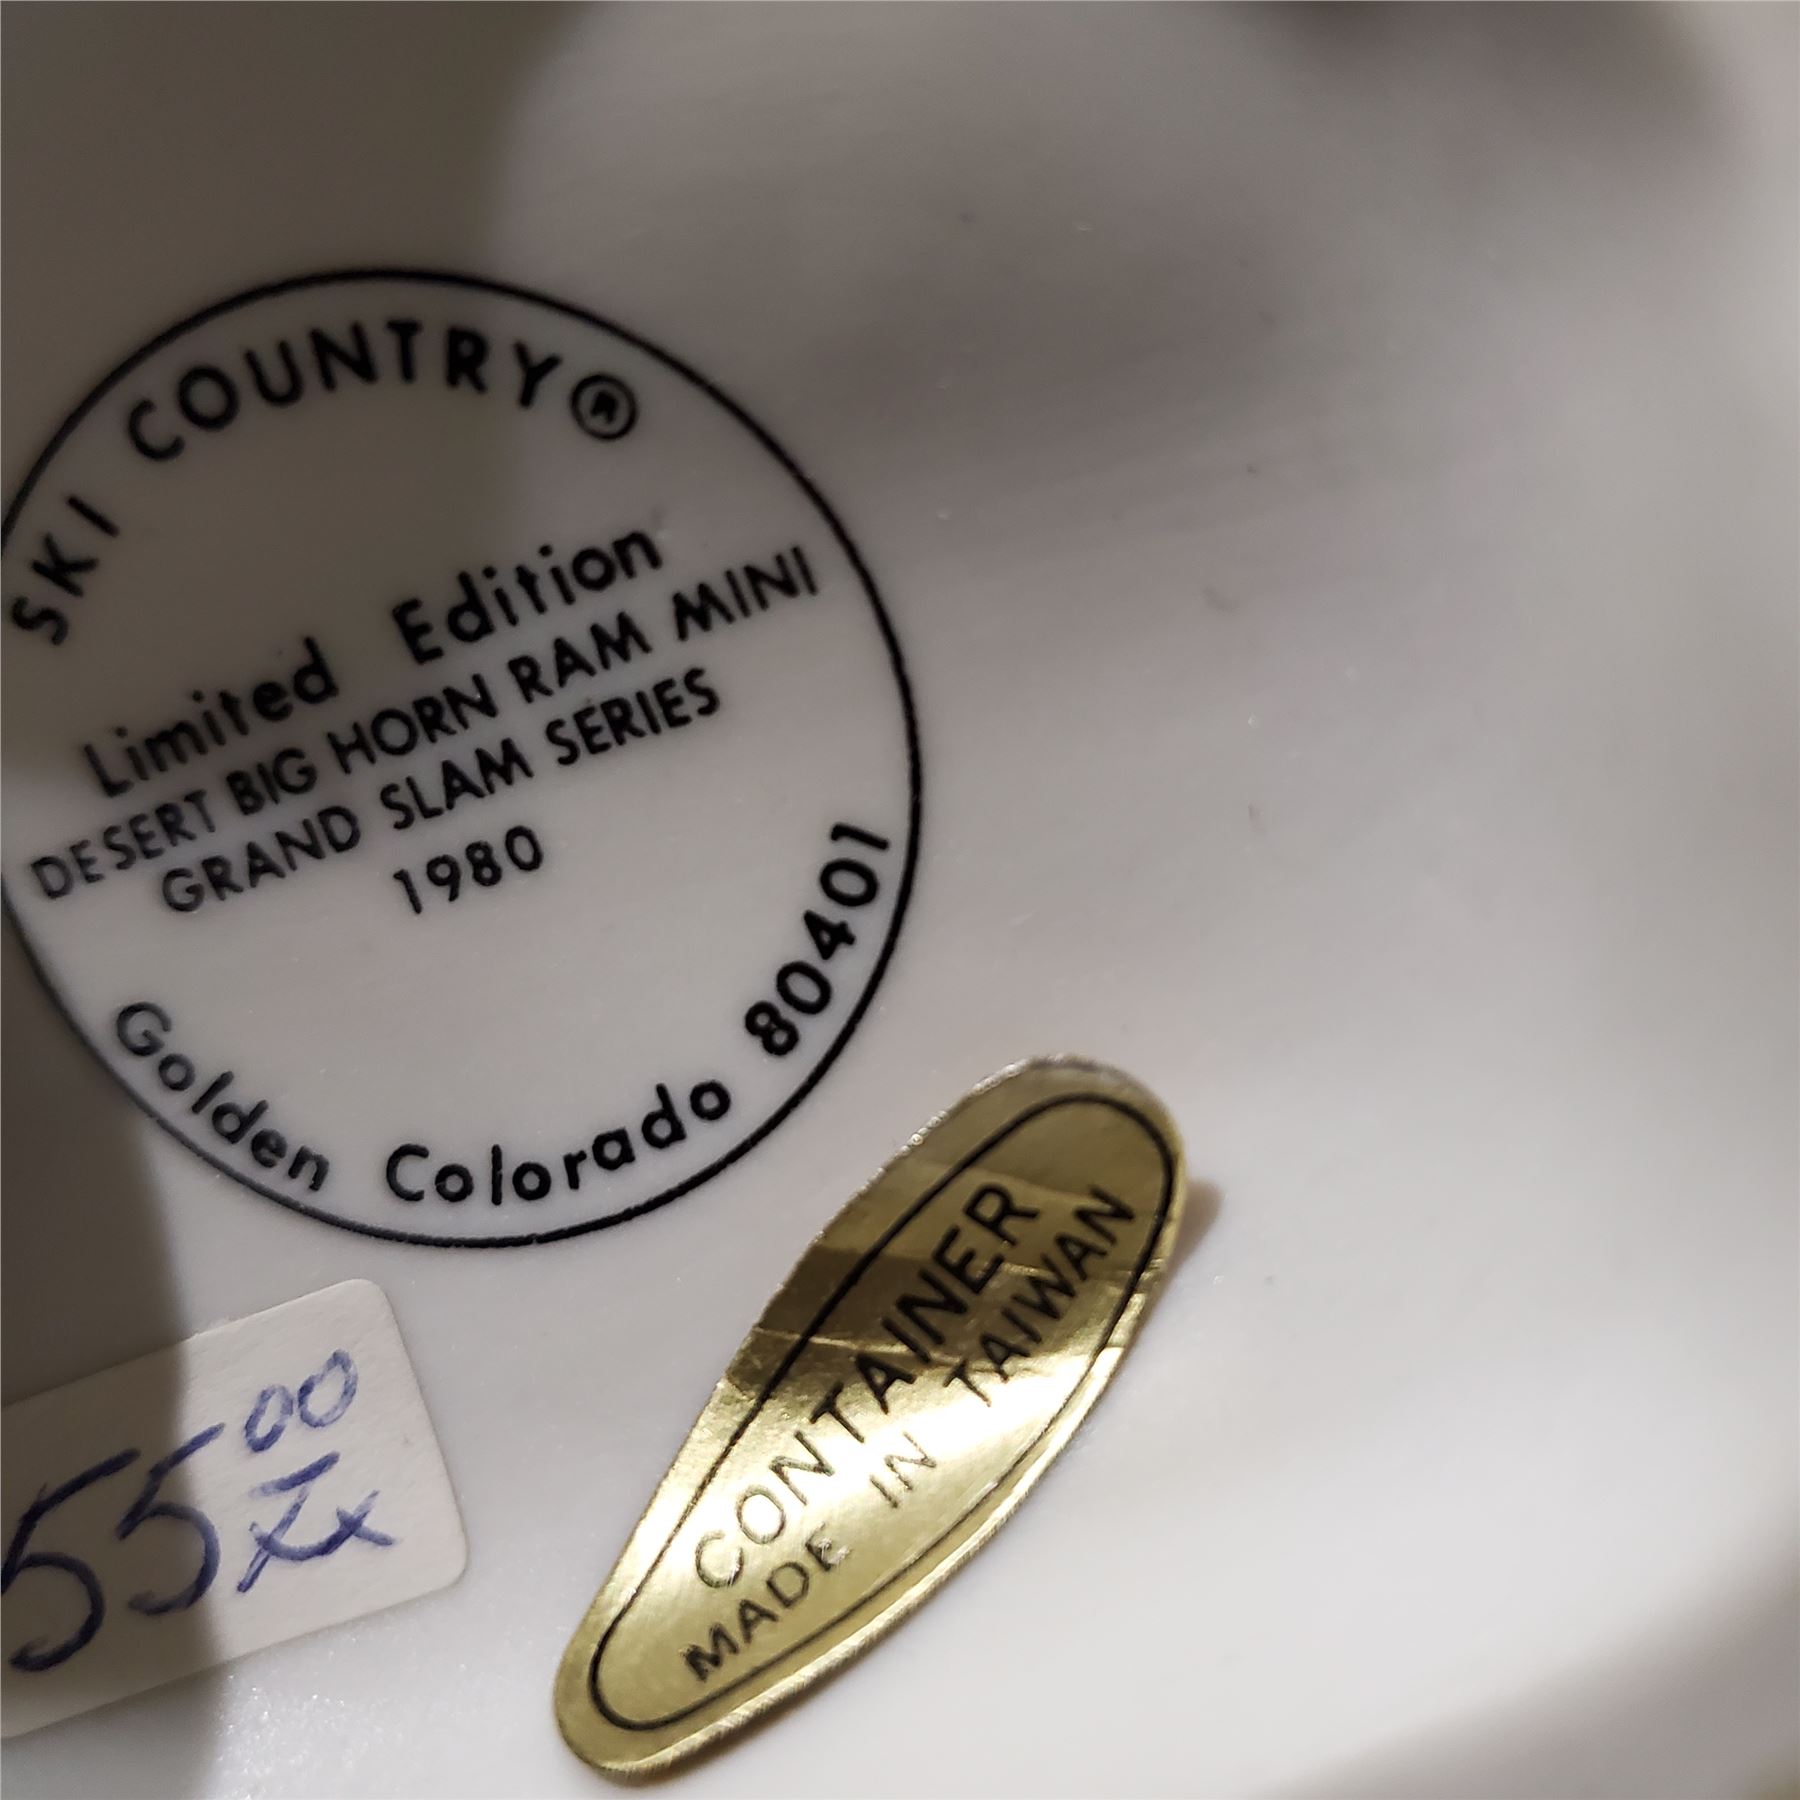 SKI COUNTRY®
Limited Edition
DESERT BIG HORN RAM MINI
GRAND SLAM SERIES
1980
Golden Colorado 80401
CONTAINER
MADE IN TAIWAN
55 00